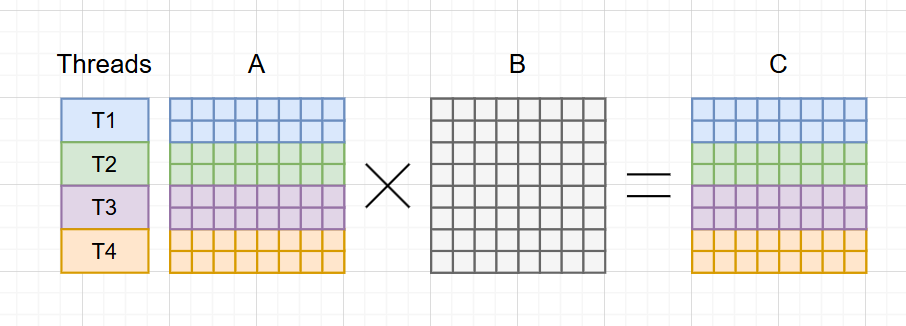 Threads A B C
T1
T2
T3
T4